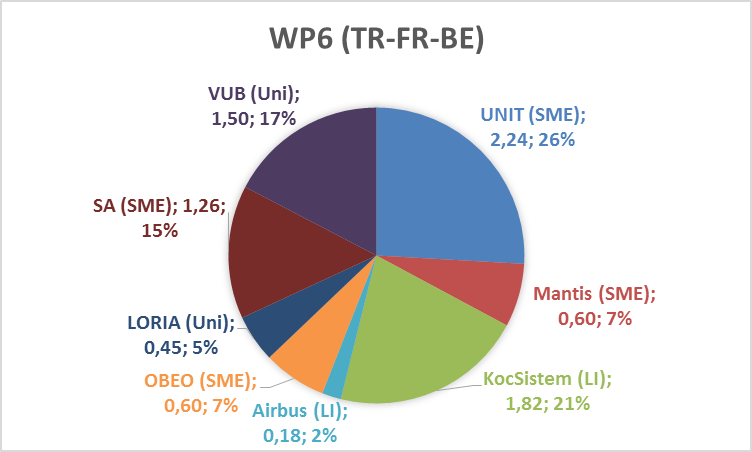 WP6 (TR-FR-BE)
UNIT (SME);
2,24; 26%
Mantis (SME);
0,60; 7%
KocSistem (LI);
1,82; 21%
Airbus (LI);
0,18; 2%
OBEO (SME);
0,60; 7%
LORIA (Uni);
0,45; 5%
SA (SME); 1,26;
15%
VUB (Uni);
1,50; 17%